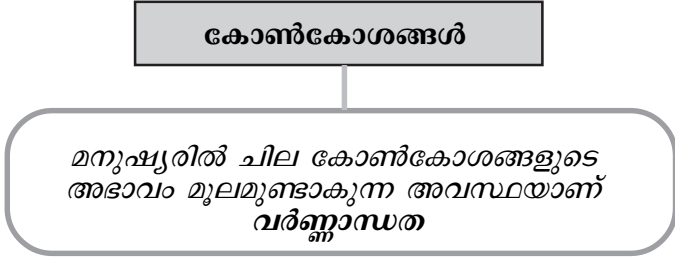 കോൺകോശങ്ങൾ
മനുഷ്യരിൽ ചില കോൺകോശങ്ങളുടെ
അഭാവം മൂലമുണ്ടാകുന്ന അവസ്ഥയാണ്
വർണ്ണാന്ധത